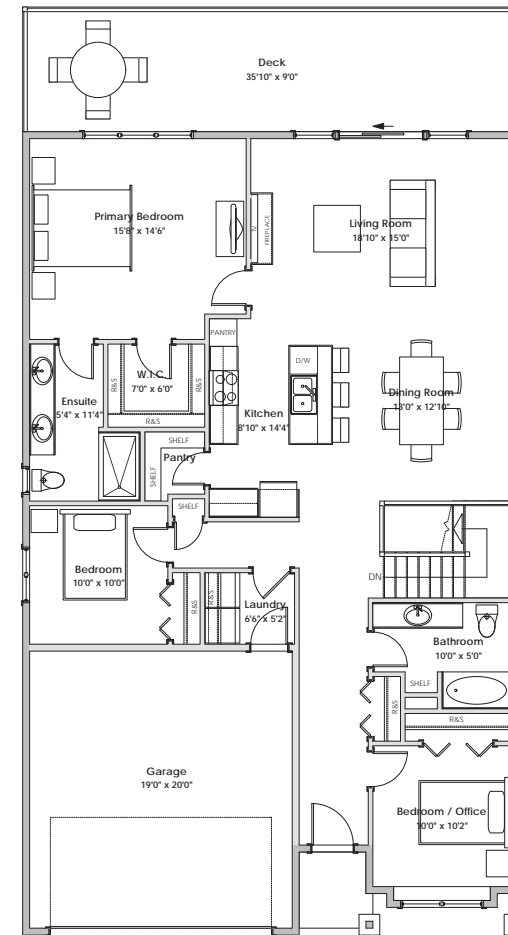 Deck
35'10" x 9'0"
Primary Bedroom
15'8" x 14'6"
TV
FIREPLACE
Living Room
18'10" x 15'0"
PANTRY
D/W
R&S
W.I.C.
7'0" x 6'0"
R&S
R&S
Ensuite
5'4" x 11'4"
Kitchen
8'10" x 14'4"
Dining Room
13'0" x 12'10"
SHELF
Pantry
SHELF
SHELF
Bedroom
10'0" x 10'0"
DN
R&S
R&S
Laundry
6'6" x 5'2"
Bathroom
10'0" x 5'0"
SHELF
R&S
R&S
Garage
19'0" x 20'0"
Bedroom / Office
10'0" x 10'2"